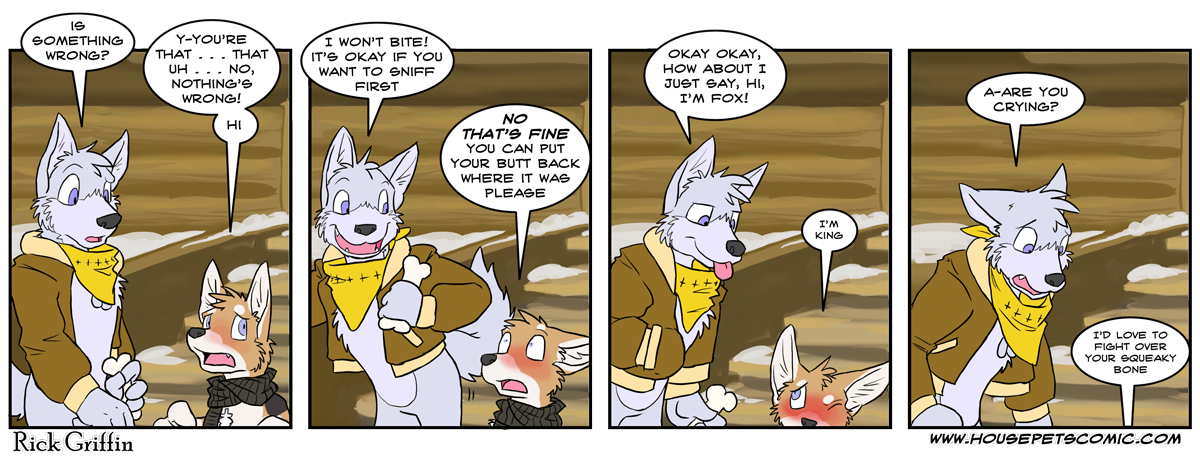 IS
SOMETHING
WRONG?
Y-YOU'RE
THAT . . . THAT
UH . . . NO,
NOTHING'S
WRONG!
HI
I WON'T BITE!
IT'S OKAY IF YOU
WANT TO SNIFF
FIRST
NO
THAT'S FINE
YOU CAN PUT
YOUR BUTT BACK
WHERE IT WAS
PLEASE
OKAY OKAY,
HOW ABOUT I
JUST SAY, HI,
I'M FOX!
I'M
KING
A-ARE YOU
CRYING?
I'D LOVE TO
FIGHT OVER
YOUR SQUEAKY
BONE
Rick Griffin
WWW.HOUSEPETSCOMIC.COM